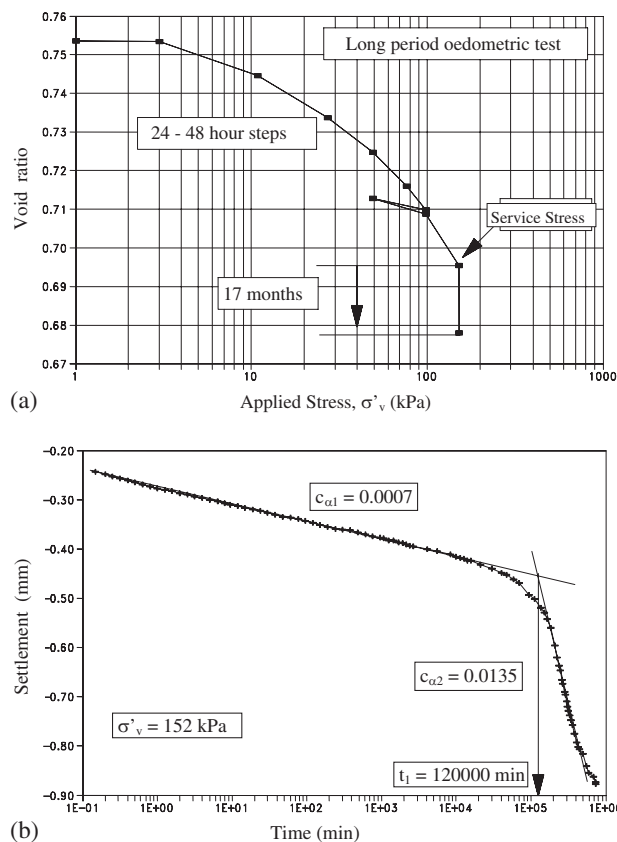 0.76
0.75
0.74
0.73
0.72
0.71
0.70
0.69
0.68
0.67
Void ratio
Long period oedometric test
24 - 48 hour steps
Service Stress
17 months
1
10
100
1000
(a)
Applied Stress, σ'v (kPa)
-0.20
-0.30
-0.40
-0.50
-0.60
-0.70
-0.80
-0.90
Settlement (mm)
cα1 = 0.0007
cα2 = 0.0135
σ'v = 152 kPa
t1 = 120000 min
1E-01 1E+00 1E+01 1E+02 1E+03 1E+04 1E+05 1E+06
(b)
Time (min)